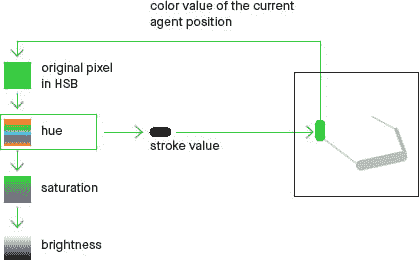 color value of the current
agent position
original pixel
in HSB
hue
stroke value
saturation
brightness